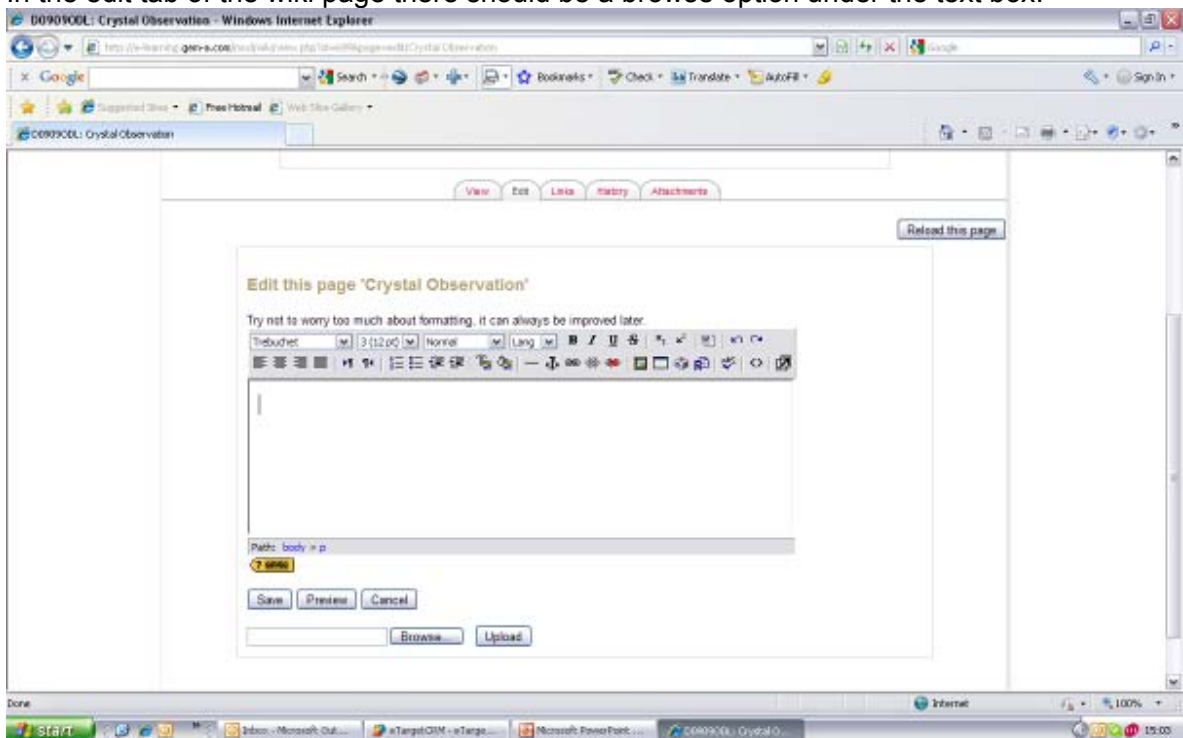 In the edit tab of the wiki page there should be a browse option under the text box.
D0909ODL: Crystal Observation - Windows Internet Explorer
Google
Google
Search
Bookmarks
Check
Translate
AutoFill
Sign In
Suggested Sites
Free Hotmail
Web Slice Gallery
D0909ODL: Crystal Observation
View
Edit
Links
History
Attachments
Reload this page
Edit this page 'Crystal Observation'
Try not to worry too much about formatting, it can always be improved later.
Trebuchet
3 (12 pt)
Normal
Lang
B I U S
Path: body » p
Save
Preview
Cancel
Browse...
Upload
Done
Internet
100%
start
Inbox - Microsoft Out...
eTargetCRM - eTarge...
Microsoft PowerPoint ...
D0909ODL: Crystal O...
15:03